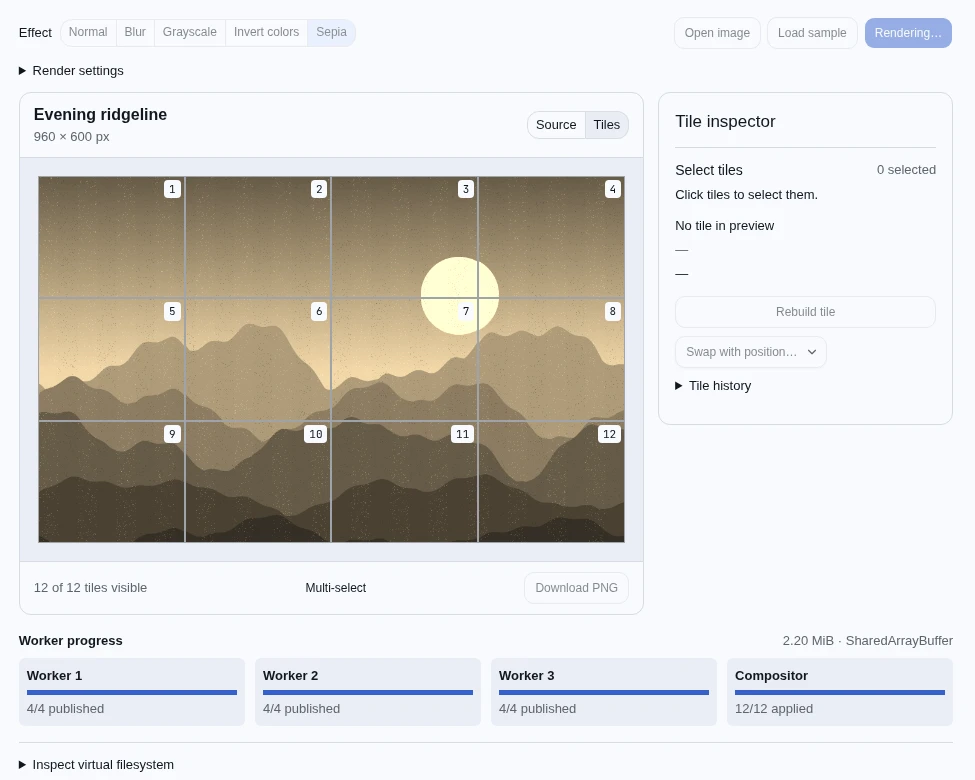 Effect Normal Blur Grayscale Invert colors Sepia Open image Load sample Rendering…
Render settings
Evening ridgeline
960 × 600 px
Source Tiles
1 2 3 4
5 6 7 8
9 10 11 12
12 of 12 tiles visible Multi-select Download PNG
Tile inspector
Select tiles 0 selected
Click tiles to select them.
No tile in preview
—
—
Rebuild tile
Swap with position…
Tile history
Worker progress 2.20 MiB · SharedArrayBuffer
Worker 1 Worker 2 Worker 3 Compositor
4/4 published 4/4 published 4/4 published 12/12 applied
Inspect virtual filesystem